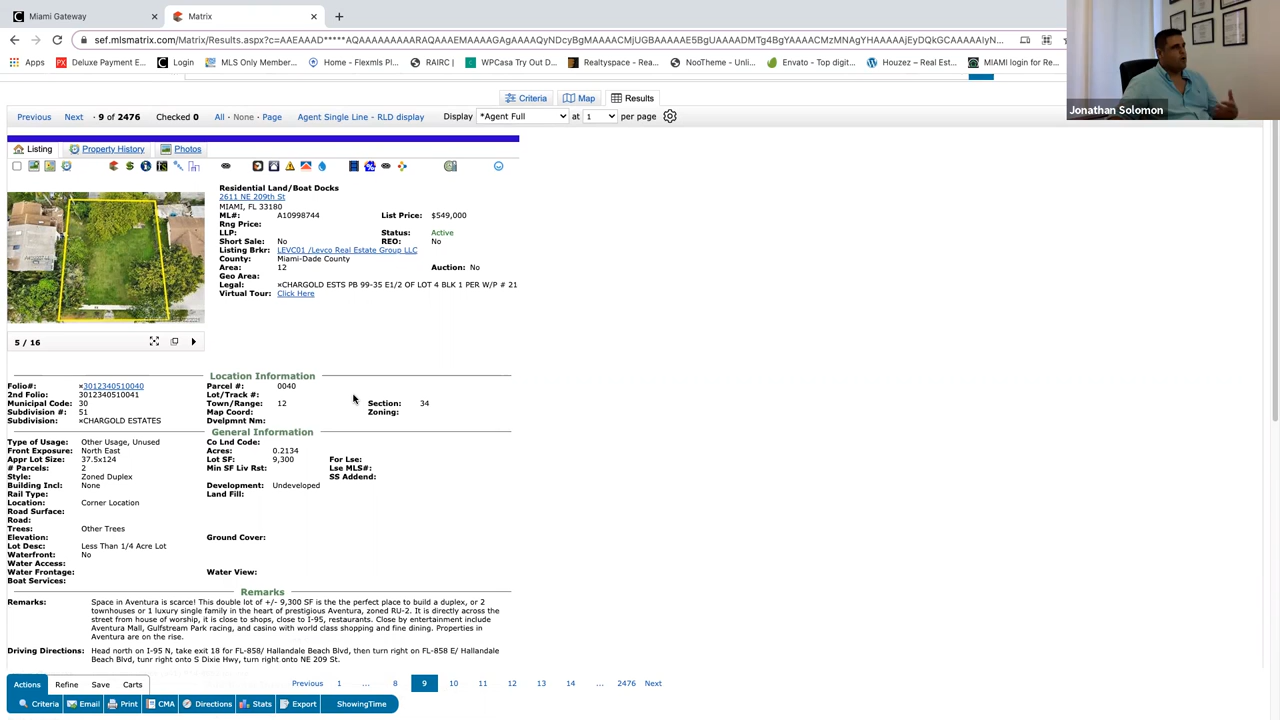 Miami Gateway
Matrix
sef.mlsmatrix.com/Matrix/Results.aspx?c=AAEAAAD*****AQAAAAAAAAARAQAAAEMAAAAGAgAAAAQyNDcyBgMAAAACMjUGBAAAAAE5BgUAAAADMTg4BgYAAAACMzMNAgYHAAAAAjEyDQkGCAAAAAIyN...
Apps
Deluxe Payment E...
Login
MLS Only Member...
Home - Flexmls Pl...
RAIRC |
WPCasa Try Out D...
Realtyspace - Rea...
NooTheme - Unli...
Envato - Top digit...
Houzez – Real Est...
MIAMI login for Re...
Jonathan Solomon
Criteria
Map
Results
Previous Next · 9 of 2476 Checked 0 All · None · Page Agent Single Line - RLD display Display *Agent Full at 1 per page
Listing Property History Photos
Residential Land/Boat Docks
2611 NE 209th St
MIAMI, FL 33180
ML#: A10998744 List Price: $549,000
Rng Price:
LLP: Status: Active
Short Sale: No REO: No
Listing Brkr: LEVC01 /Levco Real Estate Group LLC
County: Miami-Dade County
Area: 12 Auction: No
Geo Area:
Legal: ×CHARGOLD ESTS PB 99-35 E1/2 OF LOT 4 BLK 1 PER W/P # 21
Virtual Tour: Click Here
5 / 16
Location Information
Folio#: ×3012340510040 Parcel #: 0040
2nd Folio: 3012340510041 Lot/Track #:
Municipal Code: 30 Town/Range: 12 Section: 34
Subdivision #: 51 Map Coord: Zoning:
Subdivision: ×CHARGOLD ESTATES Dvelpmnt Nm:
General Information
Type of Usage: Other Usage, Unused Co Lnd Code:
Front Exposure: North East Acres: 0.2134
Appr Lot Size: 37.5x124 Lot SF: 9,300 For Lse:
# Parcels: 2 Min SF Liv Rst: Lse MLS#:
Style: Zoned Duplex SS Addend:
Building Incl: None Development: Undeveloped
Rail Type: Land Fill:
Location: Corner Location
Road Surface:
Road:
Trees: Other Trees
Elevation: Ground Cover:
Lot Desc: Less Than 1/4 Acre Lot
Waterfront: No
Water Access:
Water Frontage: Water View:
Boat Services:
Remarks
Remarks: Space in Aventura is scarce! This double lot of +/- 9,300 SF is the the perfect place to build a duplex, or 2
townhouses or 1 luxury single family in the heart of prestigious Aventura, zoned RU-2. It is directly across the
street from house of worship, it is close to shops, close to I-95, restaurants. Close by entertainment include
Aventura Mall, Gulfstream Park racing, and casino with world class shopping and fine dining. Properties in
Aventura are on the rise.
Driving Directions: Head north on I-95 N, take exit 18 for FL-858/ Hallandale Beach Blvd, then turn right on FL-858 E/ Hallandale
Beach Blvd, tunr right onto S Dixie Hwy, turn right onto NE 209 St.
Actions Refine Save Carts
Previous 1 ... 8 9 10 11 12 13 14 ... 2476 Next
Criteria Email Print CMA Directions Stats Export ShowingTime